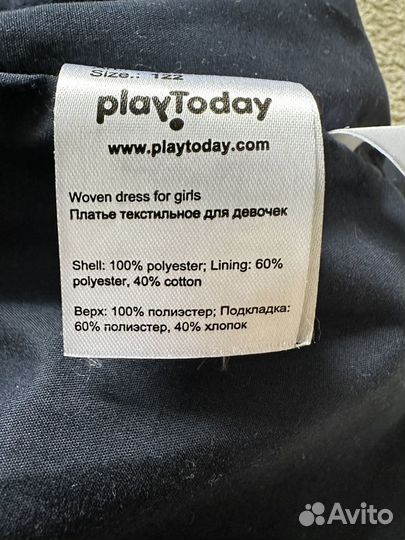 Size.: 122
playToday
www.playtoday.com
Woven dress for girls
Платье текстильное для девочек
Shell: 100% polyester; Lining: 60%
polyester, 40% cotton
Верх: 100% полиэстер; Подкладка:
60% полиэстер, 40% хлопок
Avito